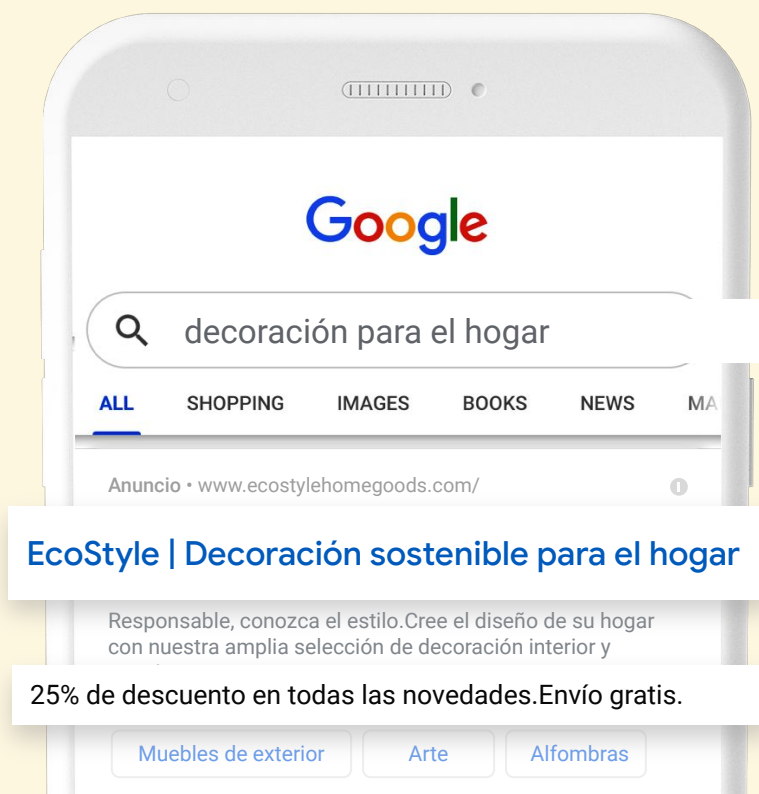 Google
decoración para el hogar
ALL SHOPPING IMAGES BOOKS NEWS MA
Anuncio • www.ecostylehomegoods.com/
EcoStyle | Decoración sostenible para el hogar
Responsable, conozca el estilo.Cree el diseño de su hogar
con nuestra amplia selección de decoración interior y
25% de descuento en todas las novedades.Envío gratis.
Muebles de exterior Arte Alfombras